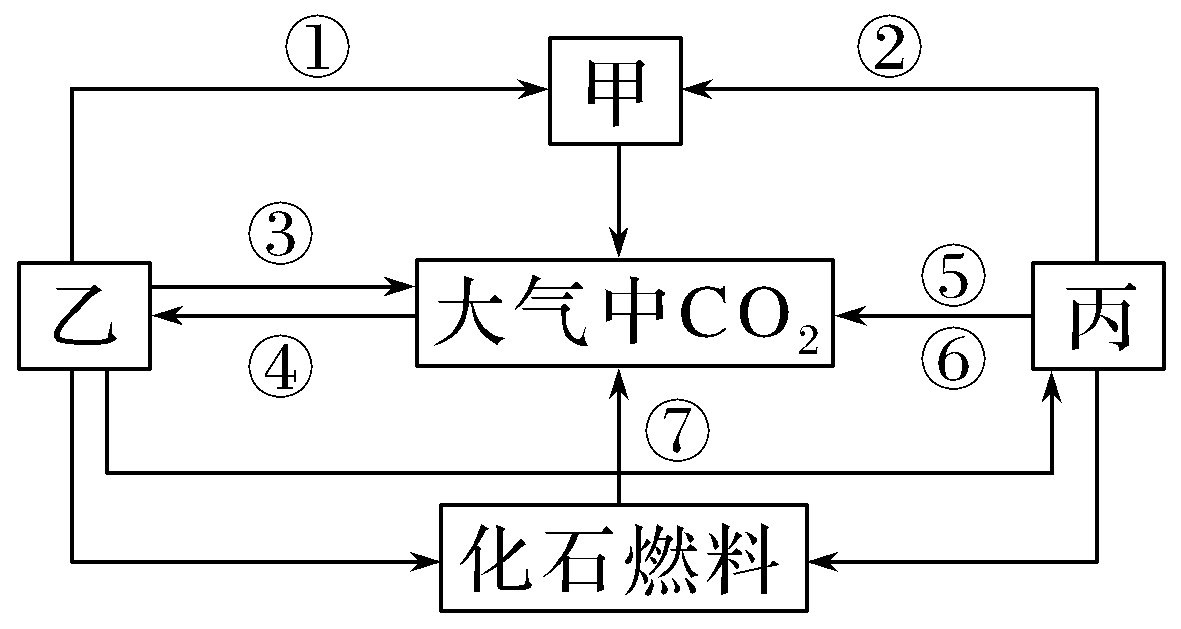 ① ②
甲
③ ⑤
乙 大气中CO₂ 丙
④ ⑥
⑦
化石燃料